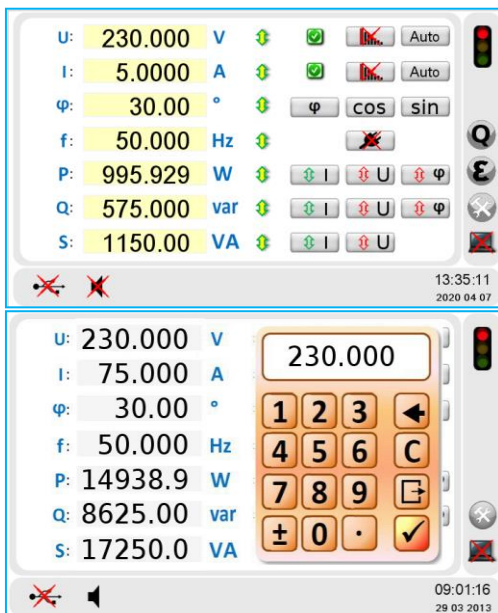 U: 230.000 V Auto
I: 5.0000 A Auto
φ: 30.00 ° φ cos sin
f: 50.000 Hz
P: 995.929 W I U φ
Q: 575.000 var I U φ
S: 1150.00 VA I U
Q
ε
13:35:11
2020 04 07
U: 230.000 V
I: 75.000 A
φ: 30.00 °
f: 50.000 Hz
P: 14938.9 W
Q: 8625.00 var
S: 17250.0 VA
230.000
1 2 3
4 5 6 C
7 8 9
± 0 ·
09:01:16
29 03 2013